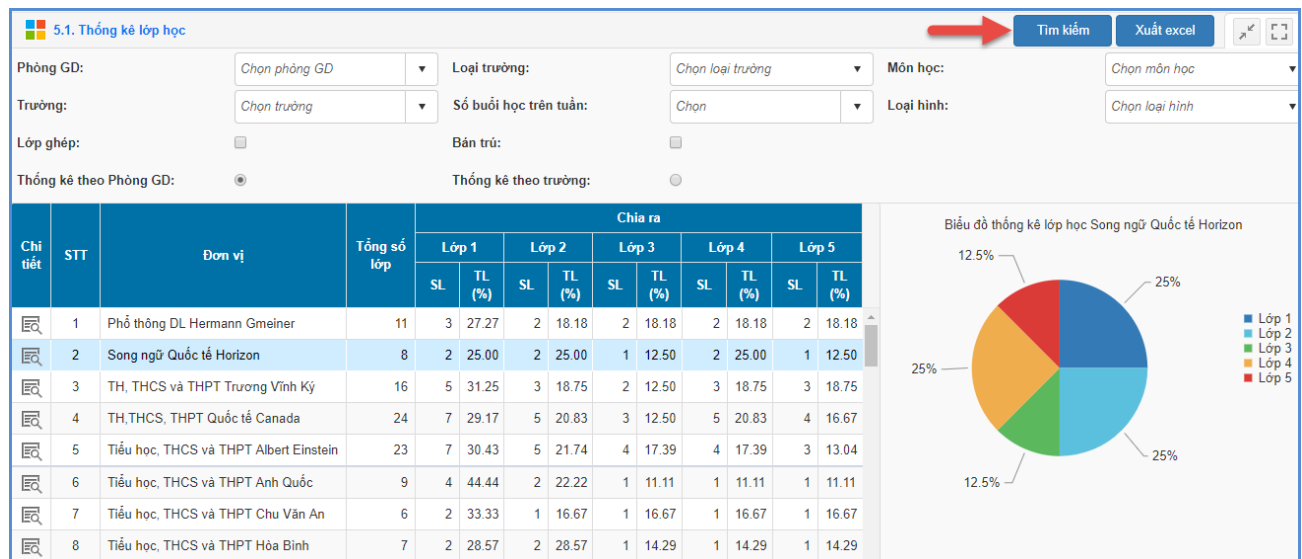 5.1. Thống kê lớp học Tìm kiếm Xuất excel
Phòng GD: Chọn phòng GD Loại trường: Chọn loại trường Môn học: Chọn môn học
Trường: Chọn trường Số buổi học trên tuần: Chọn Loại hình: Chọn loại hình
Lớp ghép: Bán trú:
Thống kê theo Phòng GD: Thống kê theo trường:
Chi tiết STT Đơn vị Tổng số lớp Chia ra
Lớp 1 Lớp 2 Lớp 3 Lớp 4 Lớp 5
SL TL (%) SL TL (%) SL TL (%) SL TL (%) SL TL (%)
1 Phổ thông DL Hermann Gmeiner 11 3 27.27 2 18.18 2 18.18 2 18.18 2 18.18
2 Song ngữ Quốc tế Horizon 8 2 25.00 2 25.00 1 12.50 2 25.00 1 12.50
3 TH, THCS và THPT Trương Vĩnh Ký 16 5 31.25 3 18.75 2 12.50 3 18.75 3 18.75
4 TH,THCS, THPT Quốc tế Canada 24 7 29.17 5 20.83 3 12.50 5 20.83 4 16.67
5 Tiểu học, THCS và THPT Albert Einstein 23 7 30.43 5 21.74 4 17.39 4 17.39 3 13.04
6 Tiểu học, THCS và THPT Anh Quốc 9 4 44.44 2 22.22 1 11.11 1 11.11 1 11.11
7 Tiểu học, THCS và THPT Chu Văn An 6 2 33.33 1 16.67 1 16.67 1 16.67 1 16.67
8 Tiểu học, THCS và THPT Hòa Bình 7 2 28.57 2 28.57 1 14.29 1 14.29 1 14.29
Biểu đồ thống kê lớp học Song ngữ Quốc tế Horizon
12.5%
25%
25%
25%
12.5%
Lớp 1
Lớp 2
Lớp 3
Lớp 4
Lớp 5